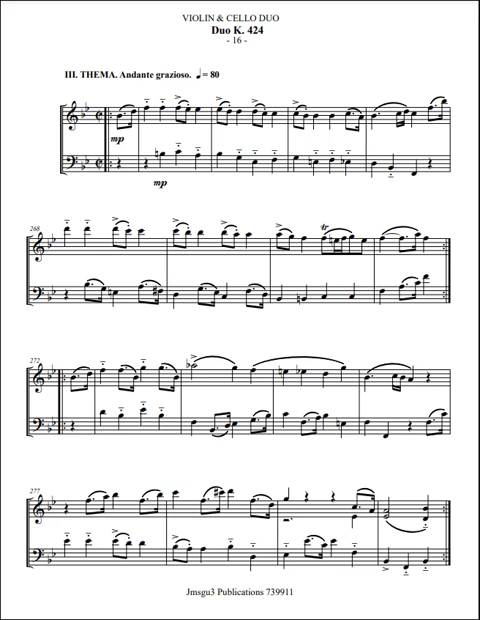 VIOLIN & CELLO DUO
Duo K. 424
- 16 -
III. THEMA. Andante grazioso. ♩ = 80
mp
mp
268
tr
272
277
Jmsgu3 Publications 739911